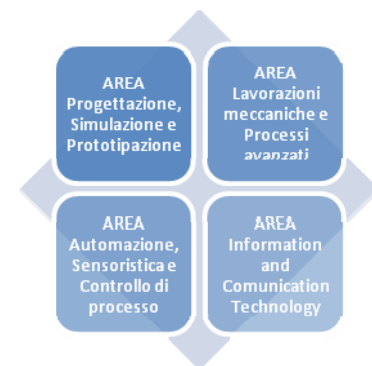 AREA
Progettazione,
Simulazione e
Prototipazione
AREA
Lavorazioni
meccaniche e
Processi
avanzati
AREA
Automazione,
Sensoristica e
Controllo di
processo
AREA
Information
and
Comunication
Technology